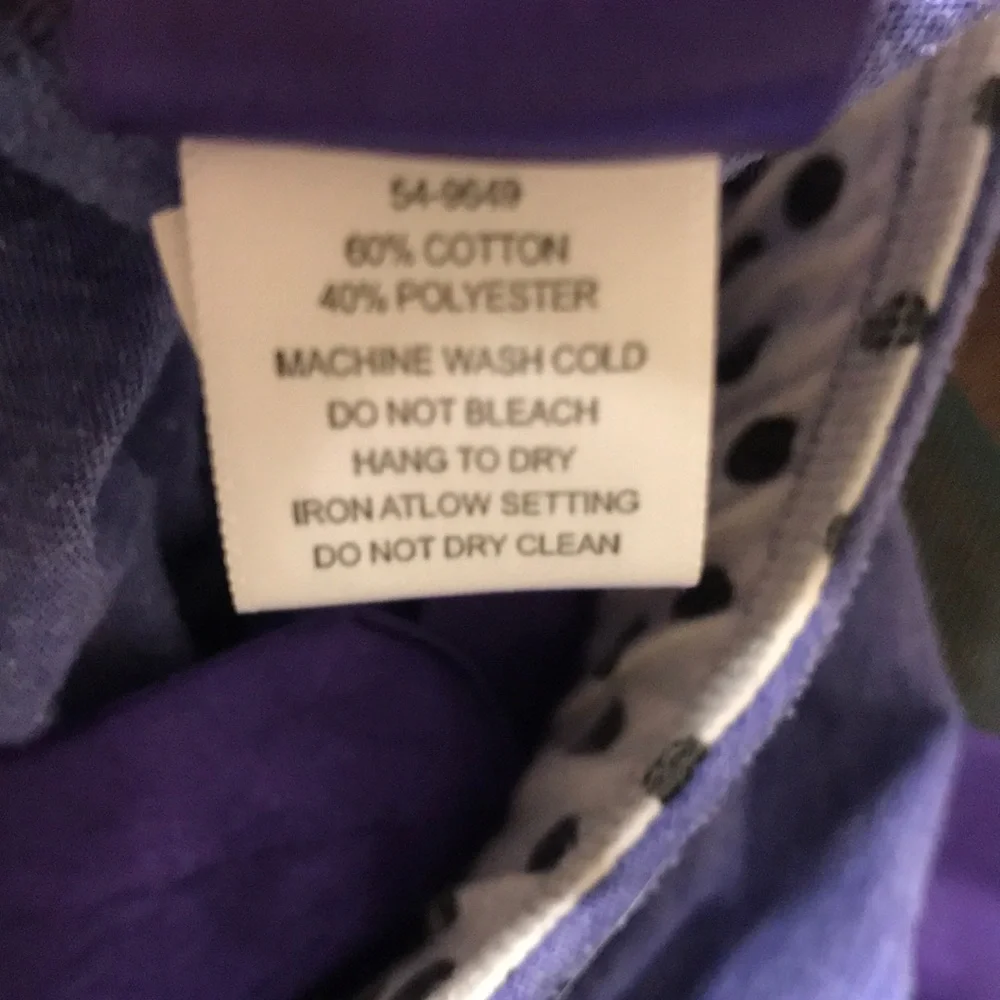 54-9649
60% COTTON
40% POLYESTER
MACHINE WASH COLD
DO NOT BLEACH
HANG TO DRY
IRON ATLOW SETTING
DO NOT DRY CLEAN